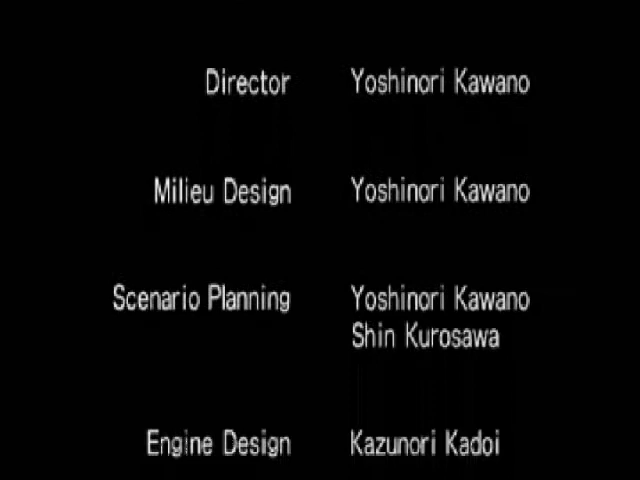 Director Yoshinori Kawano
Milieu Design Yoshinori Kawano
Scenario Planning Yoshinori Kawano
Shin Kurosawa
Engine Design Kazunori Kadoi